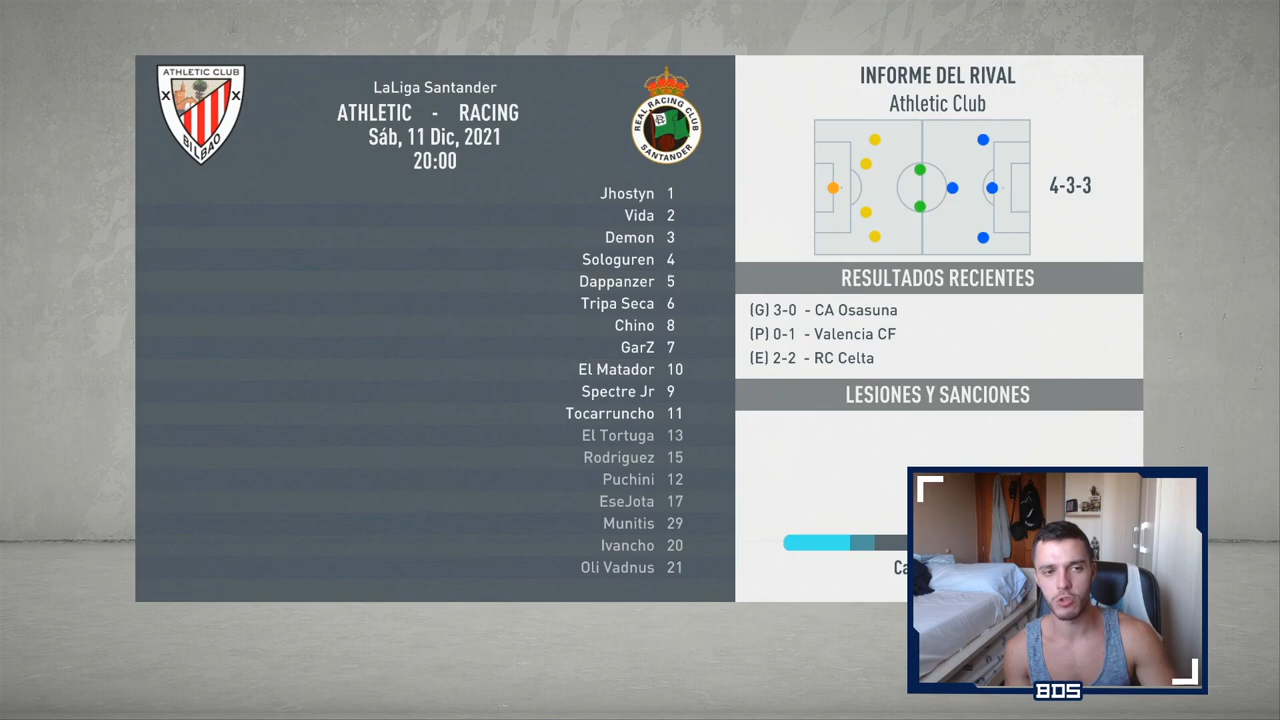 ATHLETIC CLUB
BILBAO
LaLiga Santander
ATHLETIC - RACING
Sáb, 11 Dic, 2021
20:00
REAL RACING CLUB
SANTANDER
Jhostyn 1
Vida 2
Demon 3
Sologuren 4
Dappanzer 5
Tripa Seca 6
Chino 8
GarZ 7
El Matador 10
Spectre Jr 9
Tocarruncho 11
El Tortuga 13
Rodriguez 15
Puchini 12
EseJota 17
Munitis 29
Ivancho 20
Oli Vadnus 21
INFORME DEL RIVAL
Athletic Club
4-3-3
RESULTADOS RECIENTES
(G) 3-0 - CA Osasuna
(P) 0-1 - Valencia CF
(E) 2-2 - RC Celta
LESIONES Y SANCIONES
Ca
BDS